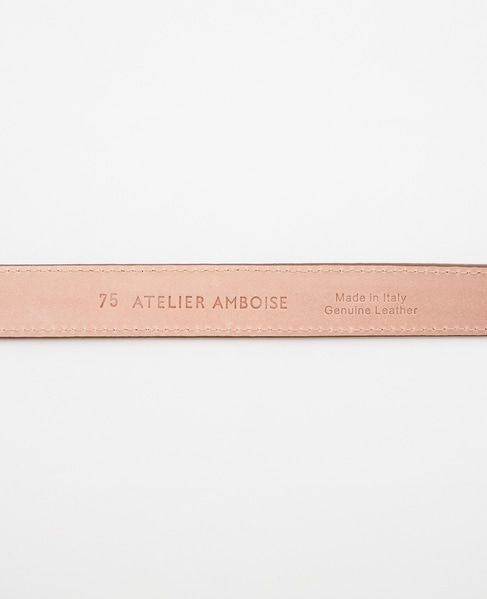 75 ATELIER AMBOISE
Made in Italy
Genuine Leather